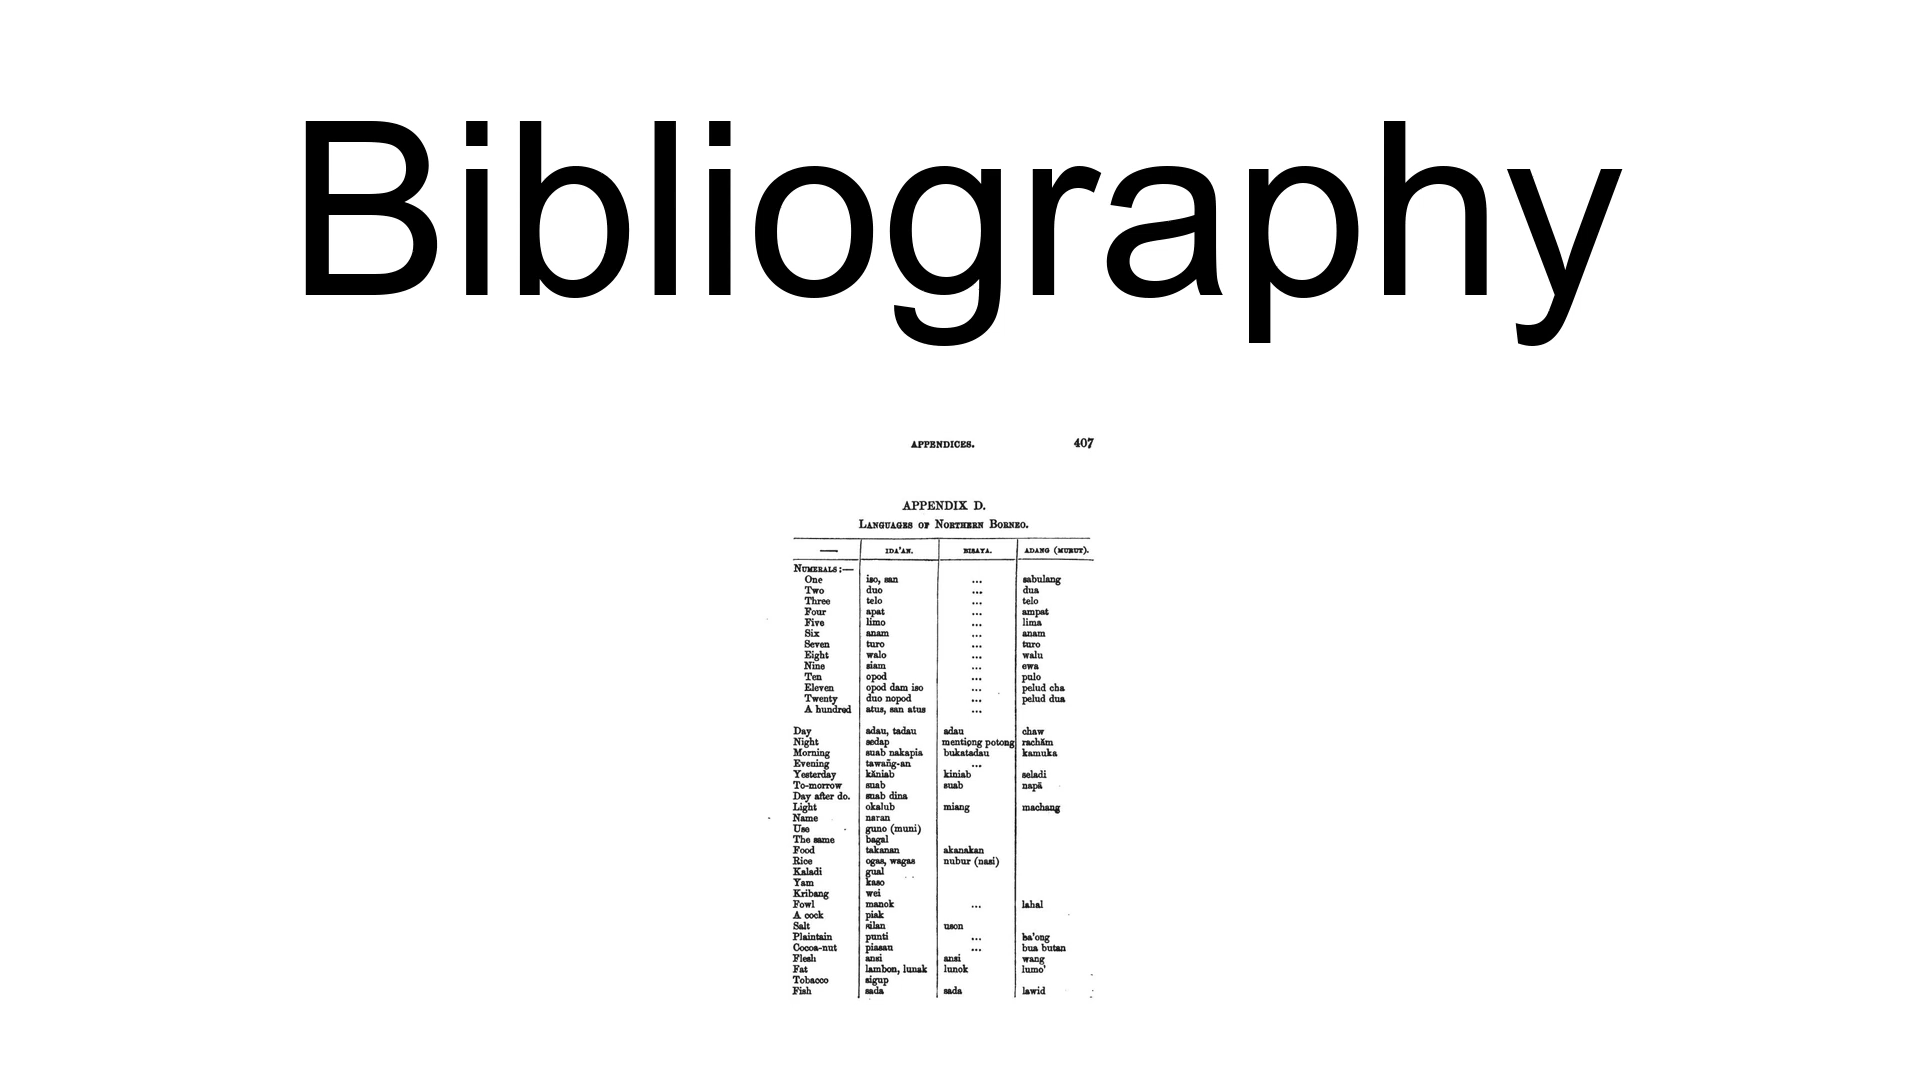 Bibliography
APPENDICES. 407
APPENDIX D.
LANGUAGES OF NORTHERN BORNEO.
— IDA'AN. BISAYA. ADANG (MURUT).
NUMERALS:—
One iso, san ... sabulang
Two duo ... dua
Three telo ... telo
Four apat ... ampat
Five limo ... lima
Six anam ... anam
Seven turo ... turo
Eight walo ... walu
Nine siam ... ewa
Ten opod ... pulo
Eleven opod dam iso ... pelud cha
Twenty duo nopod ... pelud dua
A hundred atus, san atus ...
Day adau, tadau adau chaw
Night sedap mentiong potong rachăm
Morning suab nakapia bukatadau kamuka
Evening tawañg-an ...
Yesterday kăniab kiniab seladi
To-morrow suab suab napă
Day after do. suab dina
Light okalub miang machang
Name naran
Use guno (muni)
The same bagal
Food takanan akanakan
Rice ogas, wagas nubur (nasi)
Kaladi gual
Yam kaso
Kribang wei
Fowl manok ... lahal
A cock piak
Salt silan uson
Plaintain punti ... ba'ong
Cocoa-nut piasau ... bua butan
Flesh ansi ansi wang
Fat lambon, lunak lunok lumo'
Tobacco sigup
Fish sada sada lawid